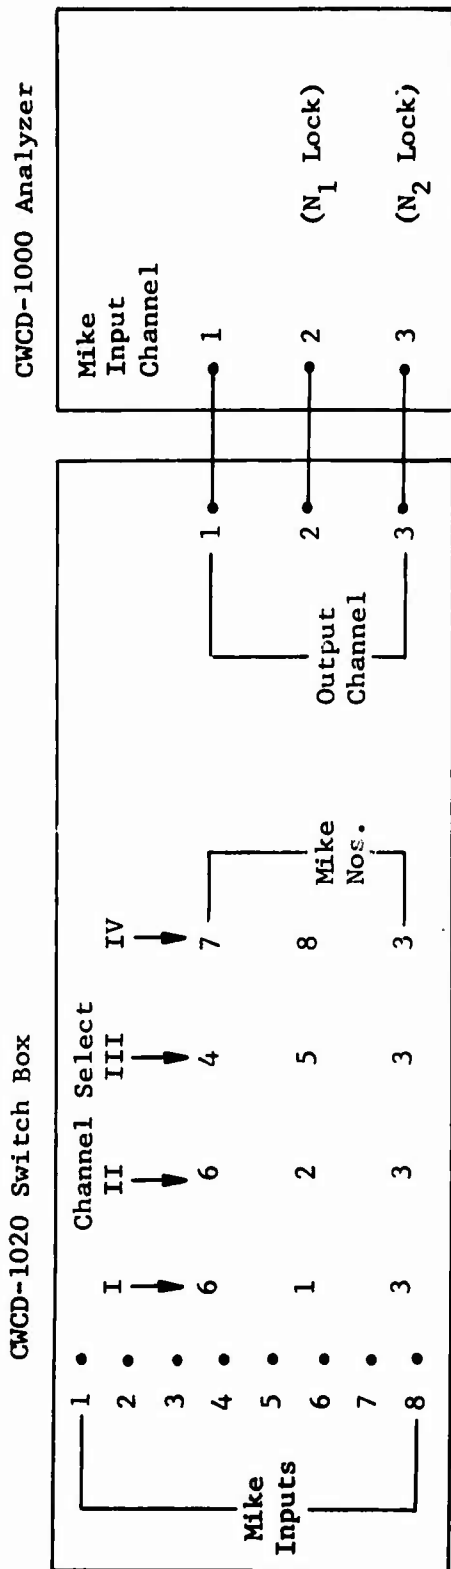 CWCD-1020 Switch Box
Mike
Inputs
1
2
3
4
5
6
7
8
Channel Select
I II III IV
6 6 4 7
1 2 5 8
3 3 3 3
Mike
Nos.
Output
Channel
1
2
3
CWCD-1000 Analyzer
Mike
Input
Channel
1
2 (N1 Lock)
3 (N2 Lock)